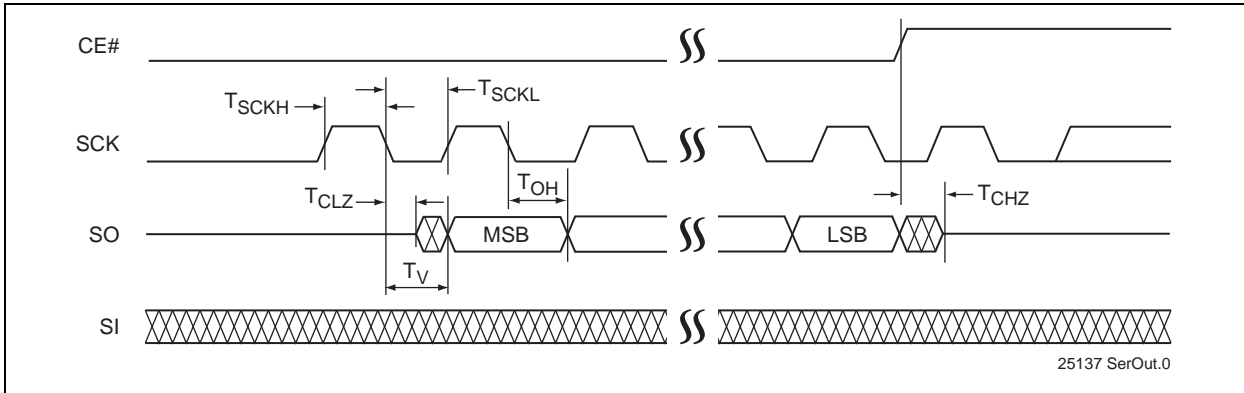 CE#
TSCKH
TSCKL
SCK
TCLZ
TOH
TCHZ
SO
MSB
LSB
TV
SI
25137 SerOut.0